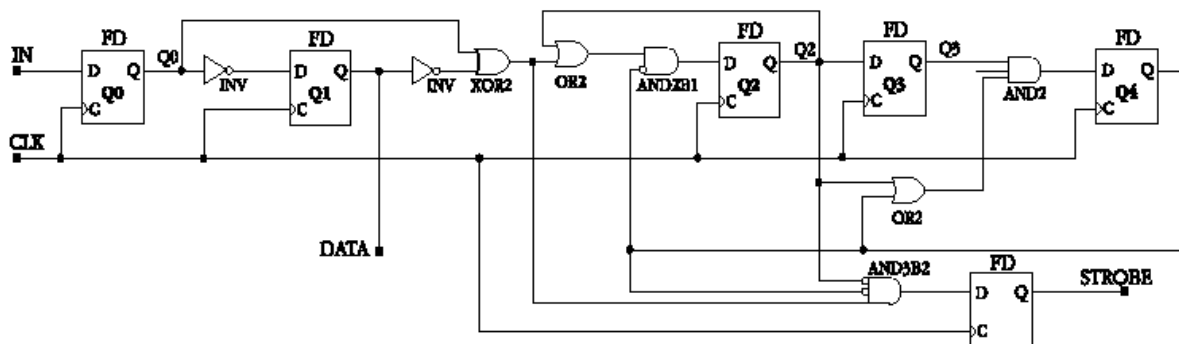 IN
FD
D Q
Q0
C
Q0
INV
FD
D Q
Q1
C
INV
XOR2
OR2
AND2B1
FD
D Q
Q2
C
Q2
FD
D Q
Q3
C
Q3
AND2
FD
D Q
Q4
C
CLK
OR2
DATA
AND3B2
FD
D Q
C
STROBE